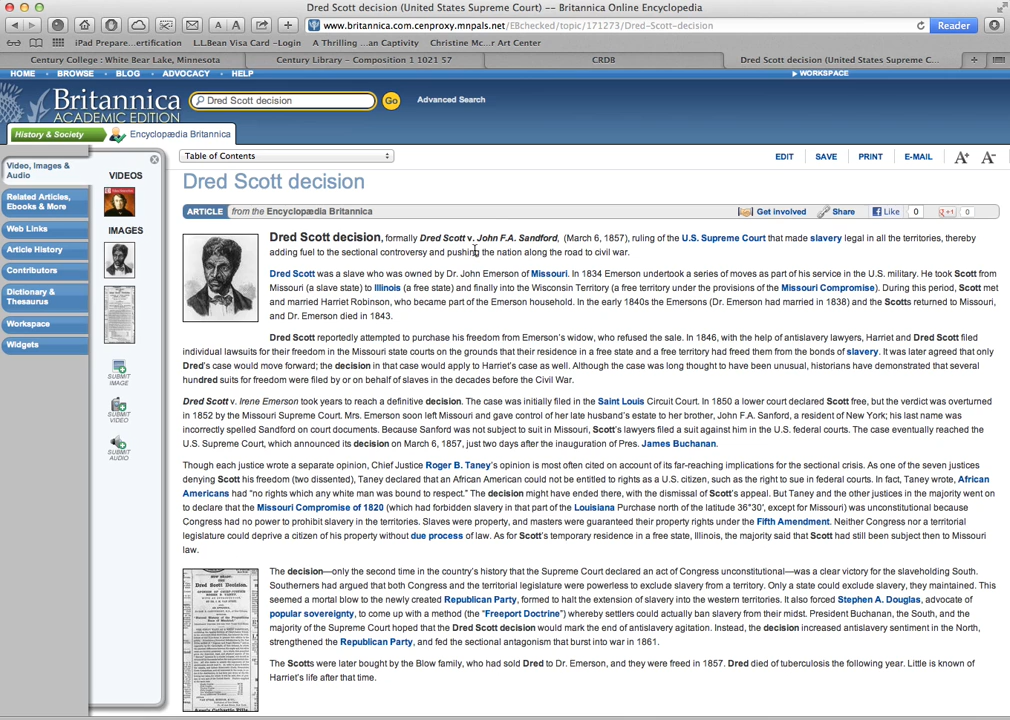 Dred Scott decision (United States Supreme Court) -- Britannica Online Encyclopedia
www.britannica.com.cenproxy.mnpals.net/EBchecked/topic/171273/Dred-Scott-decision
Reader
iPad Prepare...ertification L.L.Bean Visa Card -Login A Thrilling ...an Captivity Christine Mc...r Art Center
Century College : White Bear Lake, Minnesota Century Library - Composition 1 1021 57 CRDB Dred Scott decision (United States Supreme C...
HOME BROWSE BLOG ADVOCACY HELP WORKSPACE
Britannica
ACADEMIC EDITION
Dred Scott decision Go Advanced Search
History & Society Encyclopædia Britannica
Video, Images & Audio
Related Articles, Ebooks & More
Web Links
Article History
Contributors
Dictionary & Thesaurus
Workspace
Widgets
VIDEOS
IMAGES
SUBMIT IMAGE
SUBMIT VIDEO
SUBMIT AUDIO
Table of Contents EDIT SAVE PRINT E-MAIL A+ A-
Dred Scott decision
ARTICLE from the Encyclopædia Britannica Get involved Share Like 0 +1 0
Dred Scott decision, formally Dred Scott v. John F.A. Sandford, (March 6, 1857), ruling of the U.S. Supreme Court that made slavery legal in all the territories, thereby
adding fuel to the sectional controversy and pushing the nation along the road to civil war.
Dred Scott was a slave who was owned by Dr. John Emerson of Missouri. In 1834 Emerson undertook a series of moves as part of his service in the U.S. military. He took Scott from
Missouri (a slave state) to Illinois (a free state) and finally into the Wisconsin Territory (a free territory under the provisions of the Missouri Compromise). During this period, Scott met
and married Harriet Robinson, who became part of the Emerson household. In the early 1840s the Emersons (Dr. Emerson had married in 1838) and the Scotts returned to Missouri,
and Dr. Emerson died in 1843.
Dred Scott reportedly attempted to purchase his freedom from Emerson's widow, who refused the sale. In 1846, with the help of antislavery lawyers, Harriet and Dred Scott filed
individual lawsuits for their freedom in the Missouri state courts on the grounds that their residence in a free state and a free territory had freed them from the bonds of slavery. It was later agreed that only
Dred's case would move forward; the decision in that case would apply to Harriet's case as well. Although the case was long thought to have been unusual, historians have demonstrated that several
hundred suits for freedom were filed by or on behalf of slaves in the decades before the Civil War.
Dred Scott v. Irene Emerson took years to reach a definitive decision. The case was initially filed in the Saint Louis Circuit Court. In 1850 a lower court declared Scott free, but the verdict was overturned
in 1852 by the Missouri Supreme Court. Mrs. Emerson soon left Missouri and gave control of her late husband's estate to her brother, John F.A. Sanford, a resident of New York; his last name was
incorrectly spelled Sandford on court documents. Because Sanford was not subject to suit in Missouri, Scott's lawyers filed a suit against him in the U.S. federal courts. The case eventually reached the
U.S. Supreme Court, which announced its decision on March 6, 1857, just two days after the inauguration of Pres. James Buchanan.
Though each justice wrote a separate opinion, Chief Justice Roger B. Taney's opinion is most often cited on account of its far-reaching implications for the sectional crisis. As one of the seven justices
denying Scott his freedom (two dissented), Taney declared that an African American could not be entitled to rights as a U.S. citizen, such as the right to sue in federal courts. In fact, Taney wrote, African
Americans had "no rights which any white man was bound to respect." The decision might have ended there, with the dismissal of Scott's appeal. But Taney and the other justices in the majority went on
to declare that the Missouri Compromise of 1820 (which had forbidden slavery in that part of the Louisiana Purchase north of the latitude 36°30′, except for Missouri) was unconstitutional because
Congress had no power to prohibit slavery in the territories. Slaves were property, and masters were guaranteed their property rights under the Fifth Amendment. Neither Congress nor a territorial
legislature could deprive a citizen of his property without due process of law. As for Scott's temporary residence in a free state, Illinois, the majority said that Scott had still been subject then to Missouri
law.
The decision—only the second time in the country's history that the Supreme Court declared an act of Congress unconstitutional—was a clear victory for the slaveholding South.
Southerners had argued that both Congress and the territorial legislature were powerless to exclude slavery from a territory. Only a state could exclude slavery, they maintained. This
seemed a mortal blow to the newly created Republican Party, formed to halt the extension of slavery into the western territories. It also forced Stephen A. Douglas, advocate of
popular sovereignty, to come up with a method (the "Freeport Doctrine") whereby settlers could actually ban slavery from their midst. President Buchanan, the South, and the
majority of the Supreme Court hoped that the Dred Scott decision would mark the end of antislavery agitation. Instead, the decision increased antislavery sentiment in the North,
strengthened the Republican Party, and fed the sectional antagonism that burst into war in 1861.
The Scotts were later bought by the Blow family, who had sold Dred to Dr. Emerson, and they were freed in 1857. Dred died of tuberculosis the following year. Little is known of
Harriet's life after that time.
Dred Scott Decision.